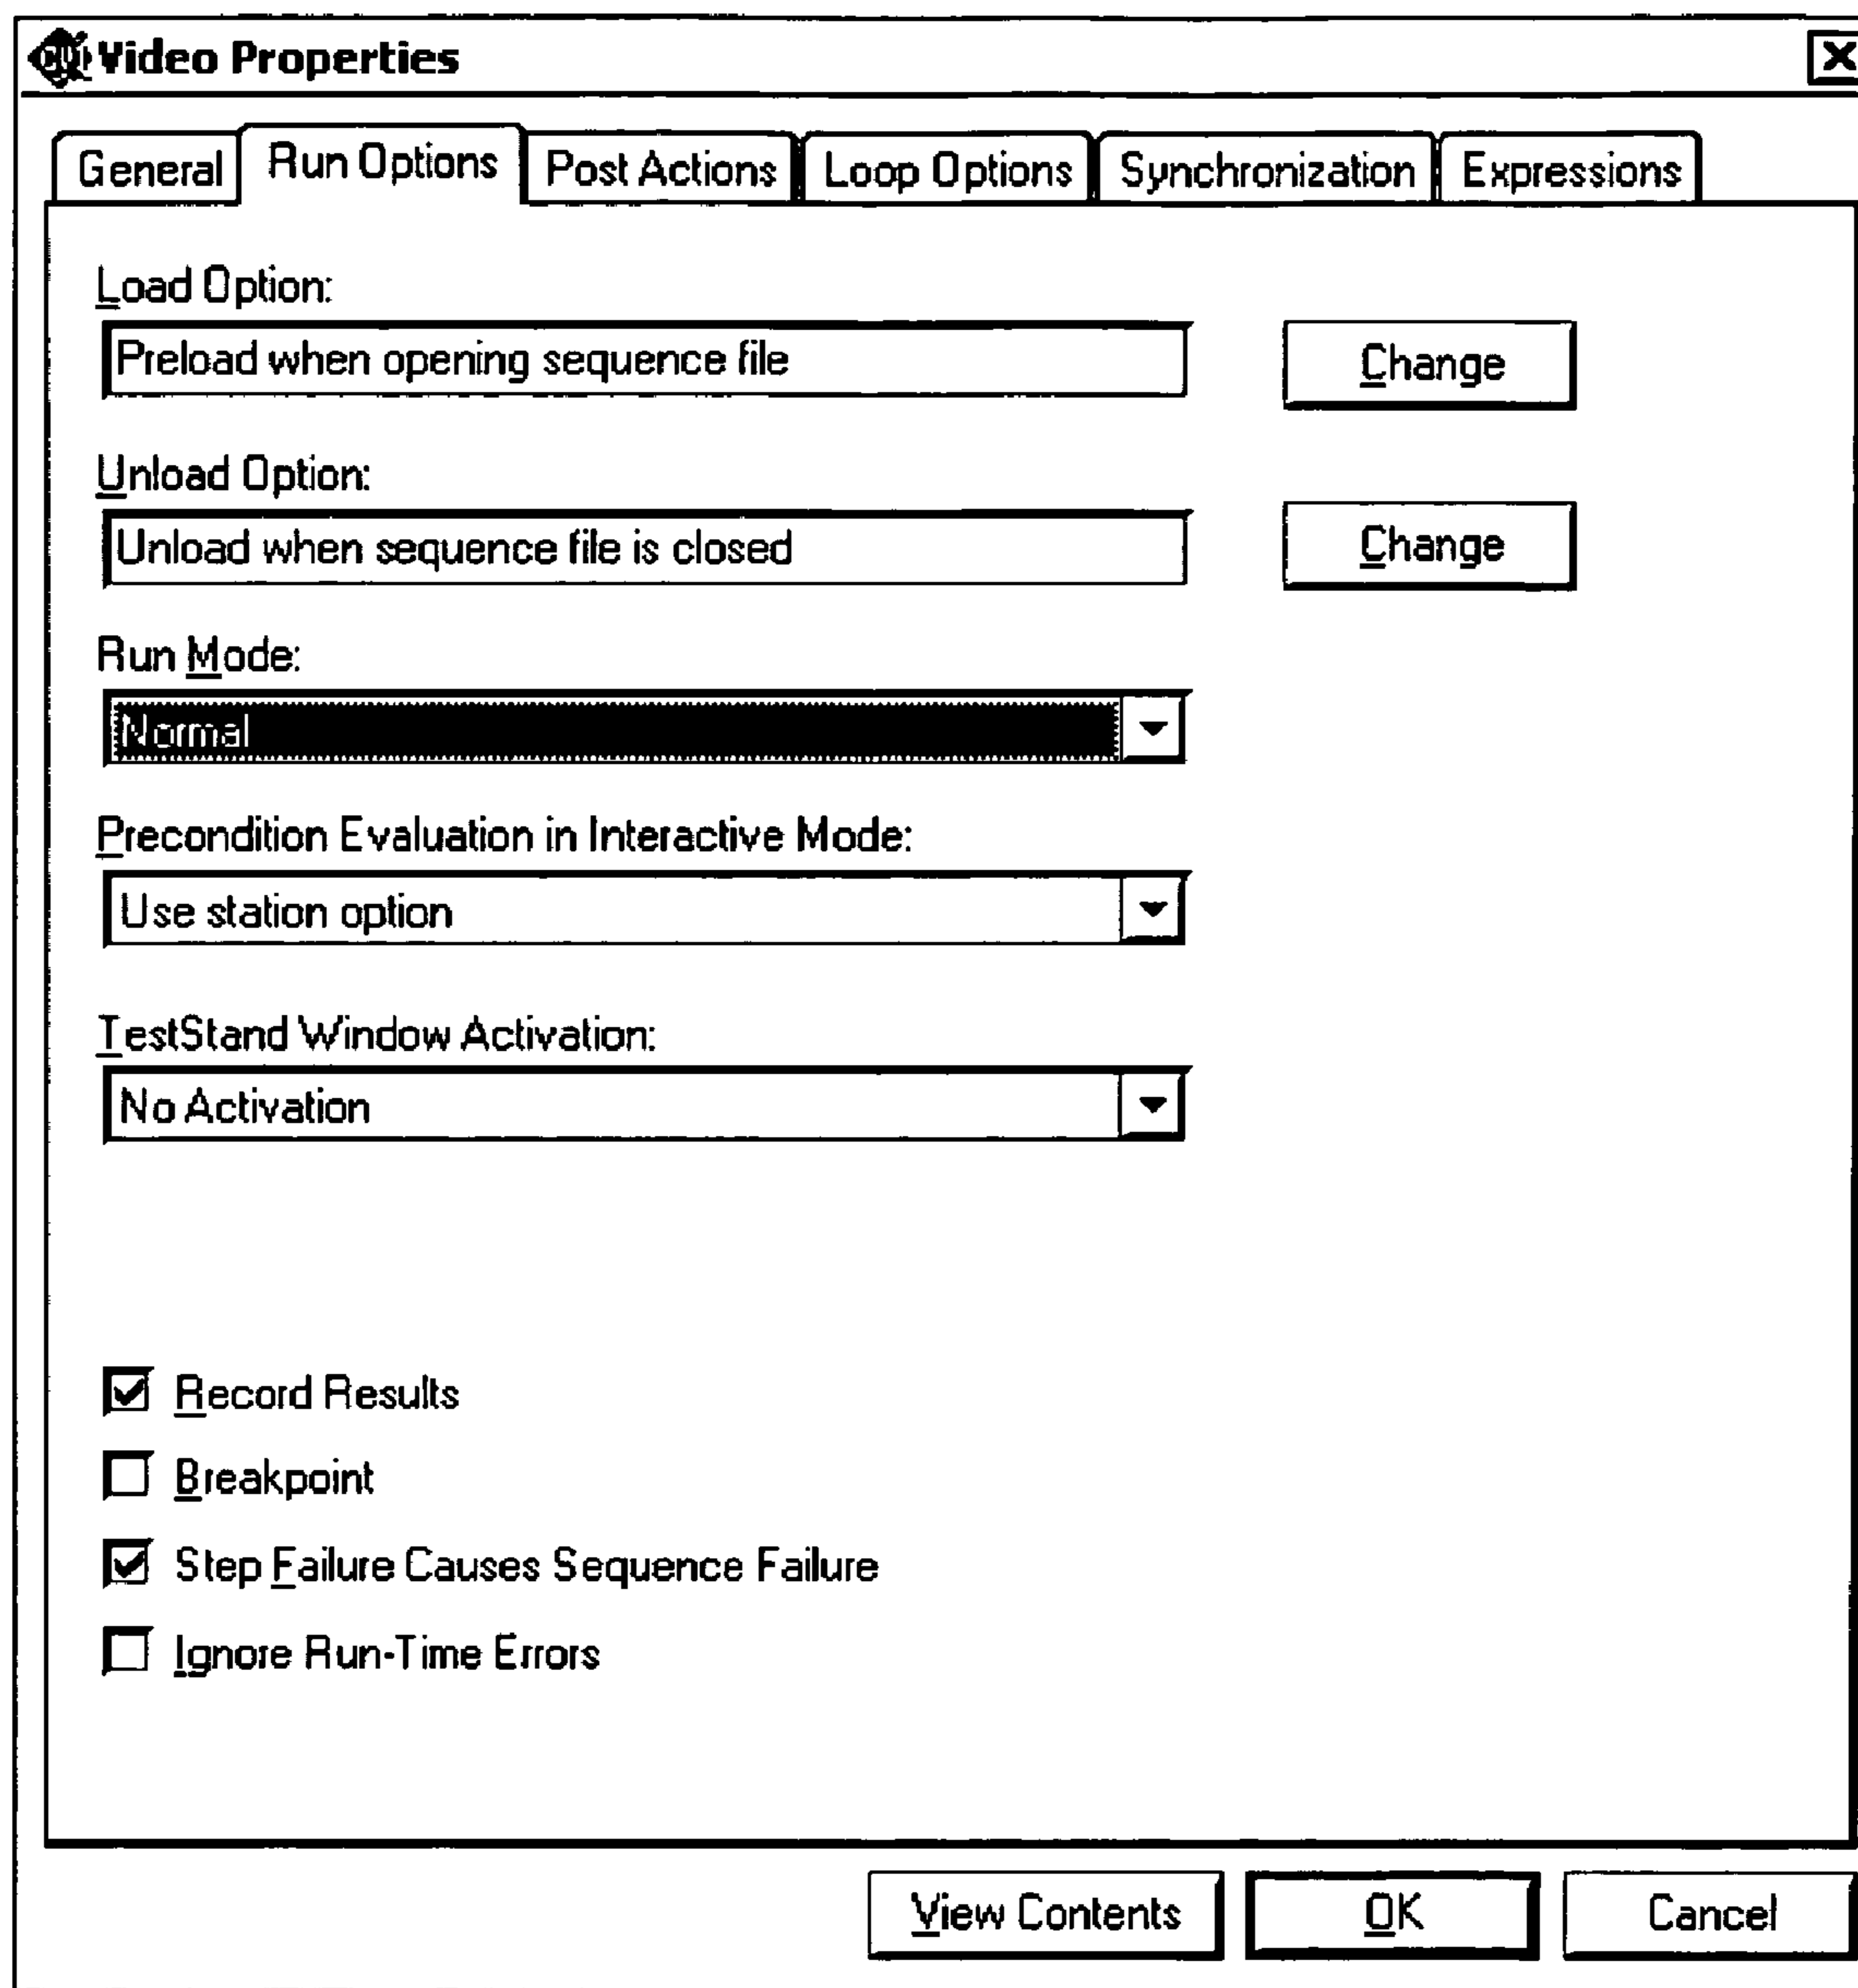 CVI Video Properties
General Run Options Post Actions Loop Options Synchronization Expressions
Load Option:
Preload when opening sequence file Change
Unload Option:
Unload when sequence file is closed Change
Run Mode:
Normal
Precondition Evaluation in Interactive Mode:
Use station option
TestStand Window Activation:
No Activation
Record Results
Breakpoint
Step Failure Causes Sequence Failure
Ignore Run-Time Errors
View Contents OK Cancel